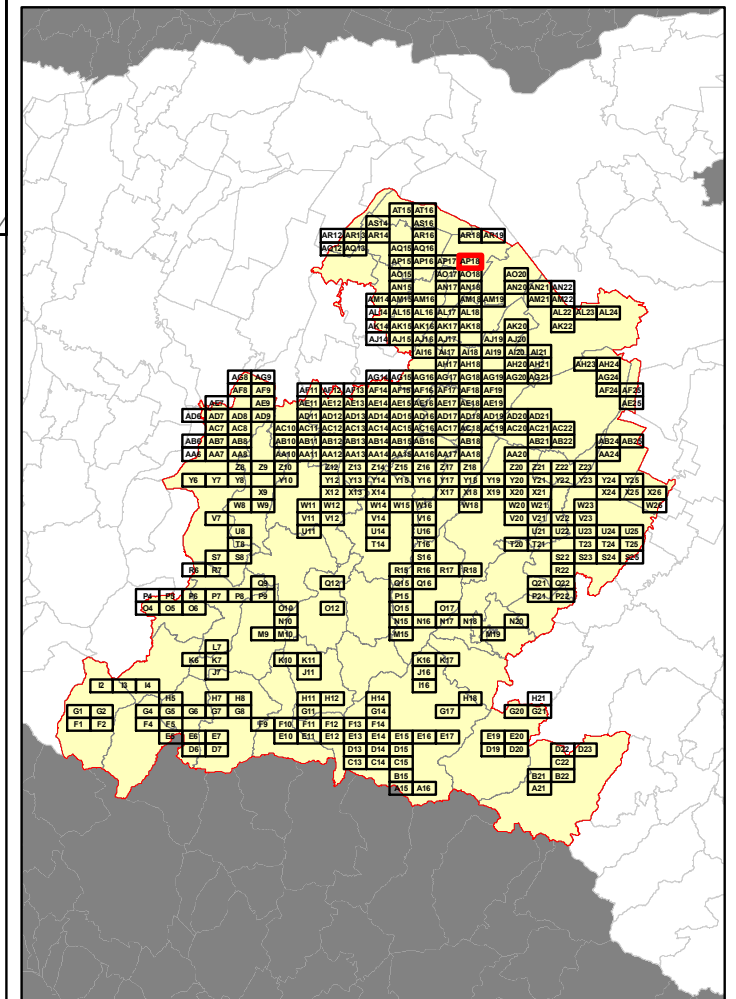 AT15 AT16
AS14 AS16
AR12 AR13 AR14 AR16 AR18 AR19
AQ12 AQ13 AQ15 AQ16
AP15 AP16 AP17 AP18
AO15 AO17 AO18 AO20
AN15 AN17 AN18 AN20 AN21 AN22
AM14 AM15 AM16 AM18 AM19 AM21 AM22
AL14 AL15 AL16 AL17 AL18 AL22 AL23 AL24
AK14 AK15 AK16 AK17 AK18 AK20 AK22
AJ14 AJ15 AJ16 AJ17 AJ19 AJ20
AI16 AI17 AI18 AI19 AI20 AI21
AH17 AH18 AH20 AH21 AH23 AH24
AG8 AG9 AG14 AG15 AG16 AG17 AG18 AG19 AG20 AG21 AG24
AF8 AF9 AF11 AF12 AF13 AF14 AF15 AF16 AF17 AF18 AF19 AF24 AF25
AE7 AE9 AE11 AE12 AE13 AE14 AE15 AE16 AE17 AE18 AE19 AE25
AD6 AD7 AD8 AD9 AD11 AD12 AD13 AD14 AD15 AD16 AD17 AD18 AD19 AD20 AD21
AC7 AC8 AC10 AC11 AC12 AC13 AC14 AC15 AC16 AC17 AC18 AC19 AC20 AC21 AC22
AB6 AB7 AB8 AB10 AB11 AB12 AB13 AB14 AB15 AB16 AB18 AB21 AB22 AB24 AB25
AA6 AA7 AA8 AA10 AA11 AA12 AA13 AA14 AA15 AA16 AA17 AA18 AA20 AA24
Z8 Z9 Z10 Z12 Z13 Z14 Z15 Z16 Z17 Z18 Z20 Z21 Z22 Z23
Y6 Y7 Y8 Y10 Y12 Y13 Y14 Y15 Y16 Y17 Y18 Y19 Y20 Y21 Y22 Y23 Y24 Y25
X9 X12 X13 X14 X17 X18 X19 X20 X21 X24 X25 X26
W8 W9 W11 W12 W14 W15 W16 W18 W20 W21 W23 W26
V7 V11 V12 V14 V16 V20 V21 V22 V23
U8 U11 U14 U16 U21 U22 U23 U24 U25
T8 T14 T16 T20 T21 T23 T24 T25
S7 S8 S16 S22 S23 S24 S25
R6 R7 R15 R16 R17 R18 R22
Q9 Q12 Q15 Q16 Q21 Q22
P4 P5 P6 P7 P8 P9 P15 P21 P22
O4 O5 O6 O10 O12 O15 O17
N10 N15 N16 N17 N18 N20
M9 M10 M15 M19
L7
K6 K7 K10 K11 K16 K17
J7 J11 J16
I2 I3 I4 I16
H5 H7 H8 H11 H12 H14 H18 H21
G1 G2 G4 G5 G6 G7 G8 G11 G14 G17 G20 G21
F1 F2 F4 F5 F9 F10 F11 F12 F13 F14
E5 E6 E7 E10 E11 E12 E13 E14 E15 E16 E17 E19 E20
D6 D7 D13 D14 D15 D19 D20 D22 D23
C13 C14 C15 C22
B15 B21 B22
A15 A16 A21